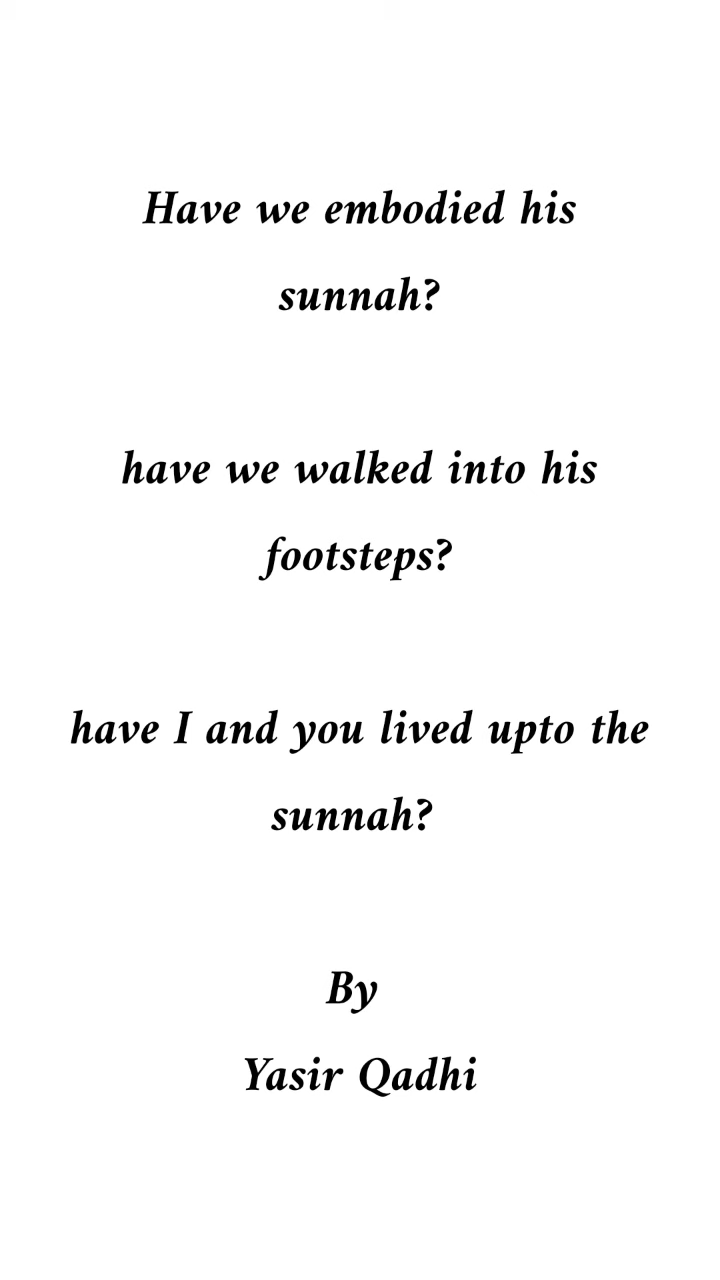 Have we embodied his
sunnah?
have we walked into his
footsteps?
have I and you lived upto the
sunnah?
By
Yasir Qadhi